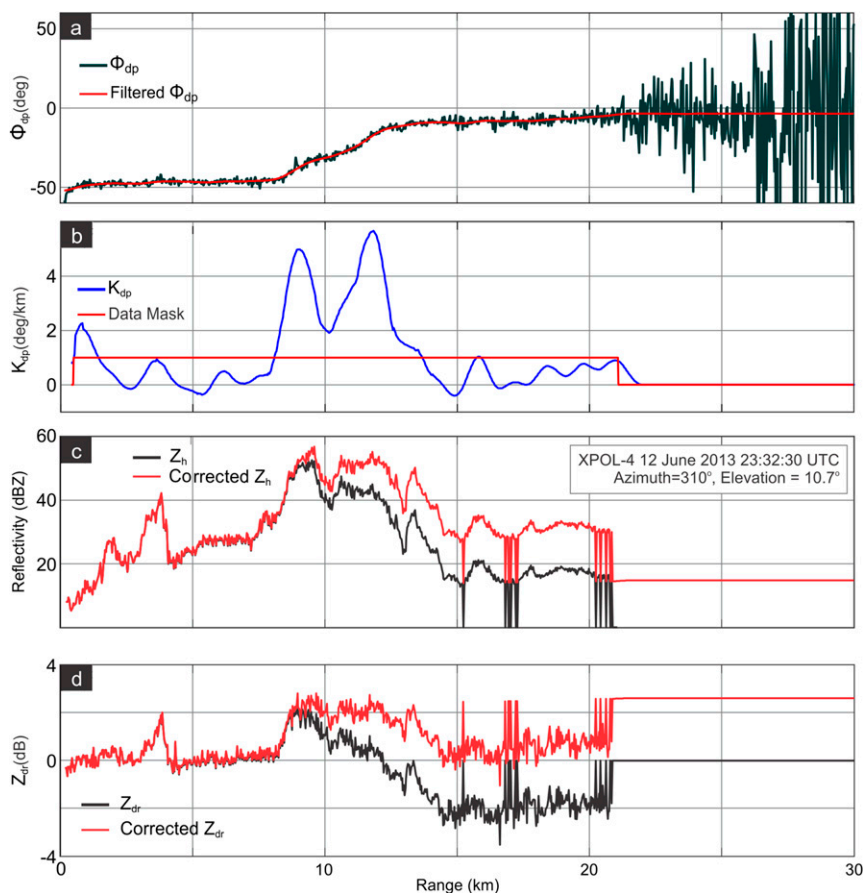 a
50
0
-50
Φdp(deg)
Φdp
Filtered Φdp
b
4
2
0
Kdp(deg/km)
Kdp
Data Mask
c
60
40
20
Reflectivity (dBZ)
Zh
Corrected Zh
XPOL-4 12 June 2013 23:32:30 UTC
Azimuth=310°, Elevation = 10.7°
d
4
2
0
-4
Zdr(dB)
Zdr
Corrected Zdr
0
10
20
30
Range (km)